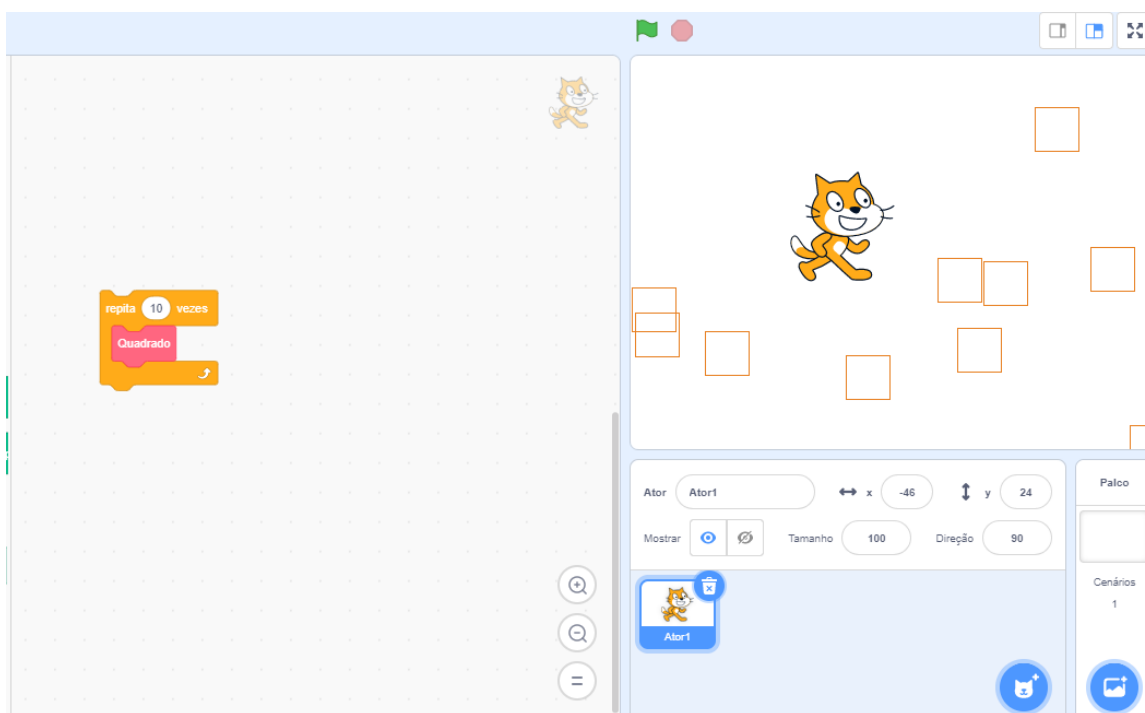 repita 10 vezes
Quadrado
Ator Ator1 x -46 y 24
Mostrar Tamanho 100 Direção 90
Ator1
Palco
Cenários
1